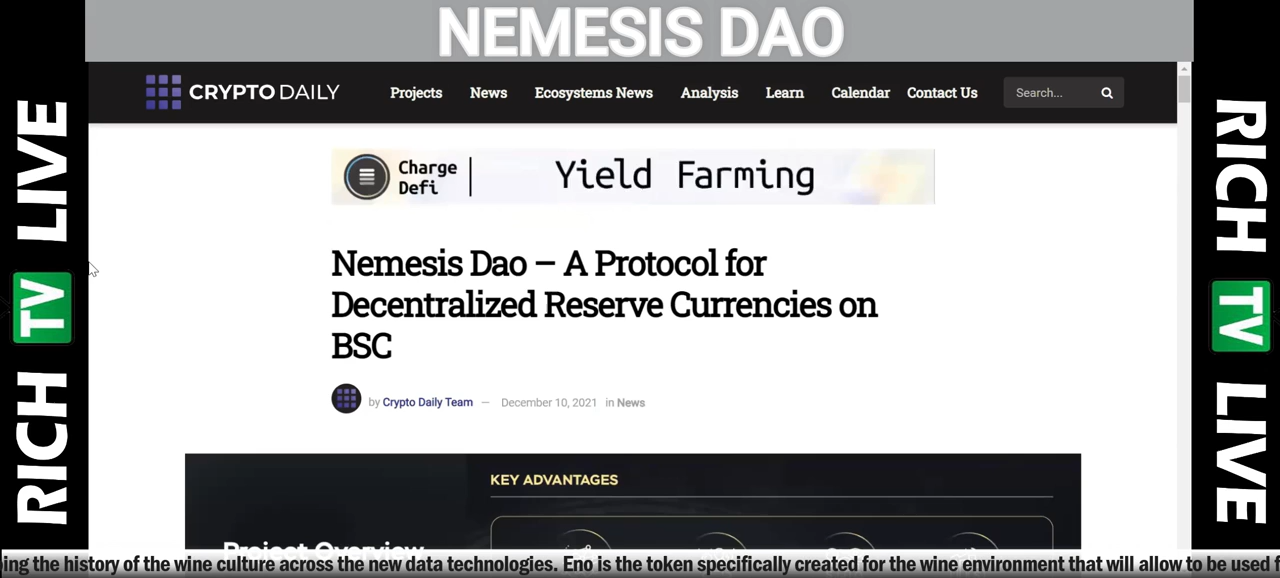 NEMESIS DAO
RICH TV LIVE
CRYPTO DAILY
Projects
News
Ecosystems News
Analysis
Learn
Calendar
Contact Us
Search...
Charge
Defi
Yield Farming
Nemesis Dao – A Protocol for
Decentralized Reserve Currencies on
BSC
by Crypto Daily Team — December 10, 2021 in News
KEY ADVANTAGES
Project Overview
ing the history of the wine culture across the new data technologies. Eno is the token specifically created for the wine environment that will allow to be used
RICH TV LIVE